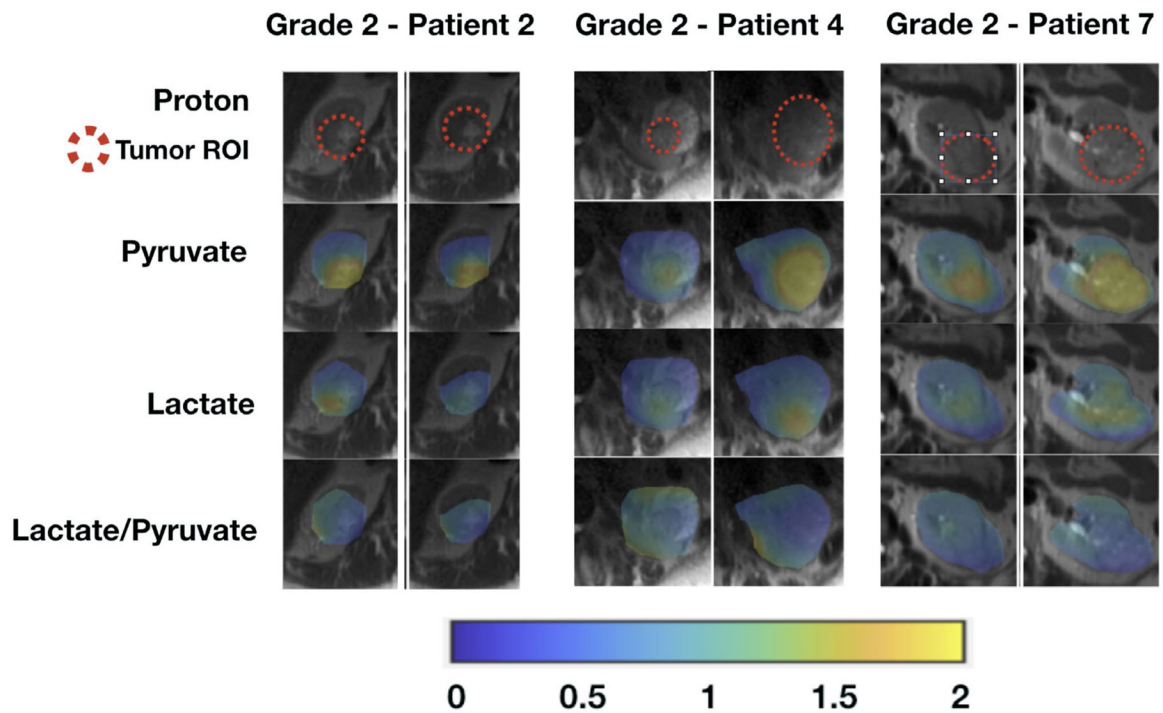 Grade 2 - Patient 2 Grade 2 - Patient 4 Grade 2 - Patient 7
Proton
Tumor ROI
Pyruvate
Lactate
Lactate/Pyruvate
0 0.5 1 1.5 2